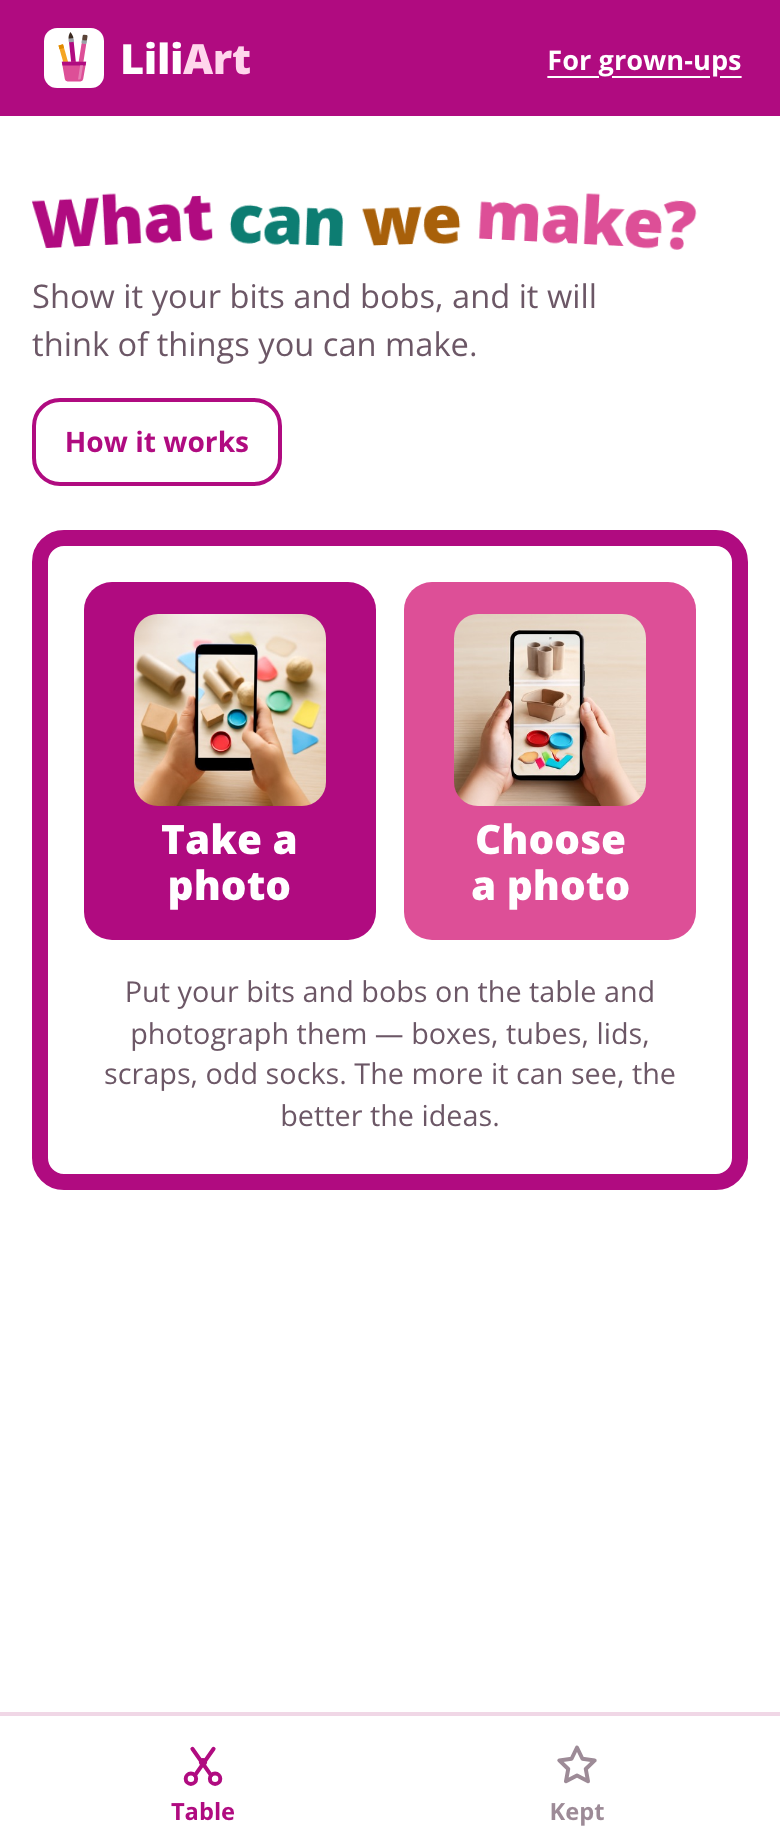 LiliArt
For grown-ups
What can we make?
Show it your bits and bobs, and it will
think of things you can make.
How it works
Take a
photo
Choose
a photo
Put your bits and bobs on the table and
photograph them — boxes, tubes, lids,
scraps, odd socks. The more it can see, the
better the ideas.
Table
Kept